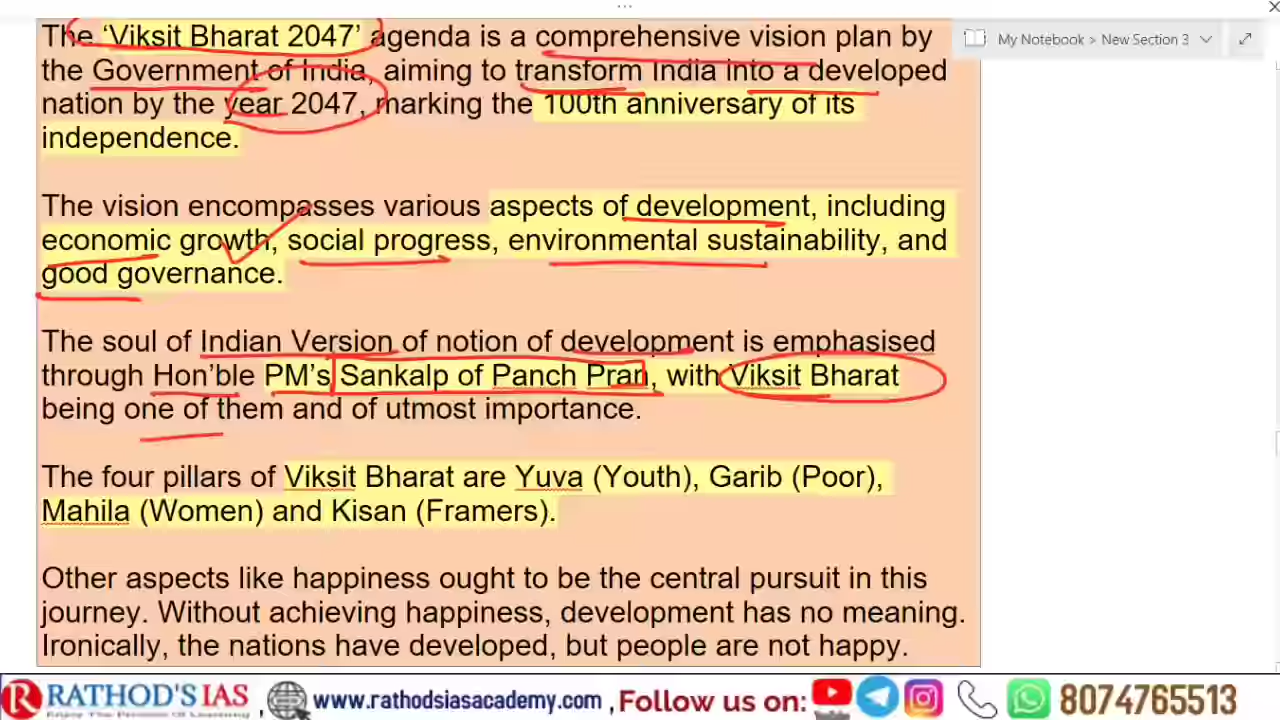 ...
The ‘Viksit Bharat 2047’ agenda is a comprehensive vision plan by
My Notebook > New Section 3
the Government of India, aiming to transform India into a developed
nation by the year 2047, marking the 100th anniversary of its
independence.
The vision encompasses various aspects of development, including
economic growth, social progress, environmental sustainability, and
good governance.
The soul of Indian Version of notion of development is emphasised
through Hon’ble PM’s Sankalp of Panch Pran, with Viksit Bharat
being one of them and of utmost importance.
The four pillars of Viksit Bharat are Yuva (Youth), Garib (Poor),
Mahila (Women) and Kisan (Framers).
Other aspects like happiness ought to be the central pursuit in this
journey. Without achieving happiness, development has no meaning.
Ironically, the nations have developed, but people are not happy.
R RATHOD'S IAS , www.rathodsiasacademy.com , Follow us on: 8074765513
Enjoy The Process Of Learning